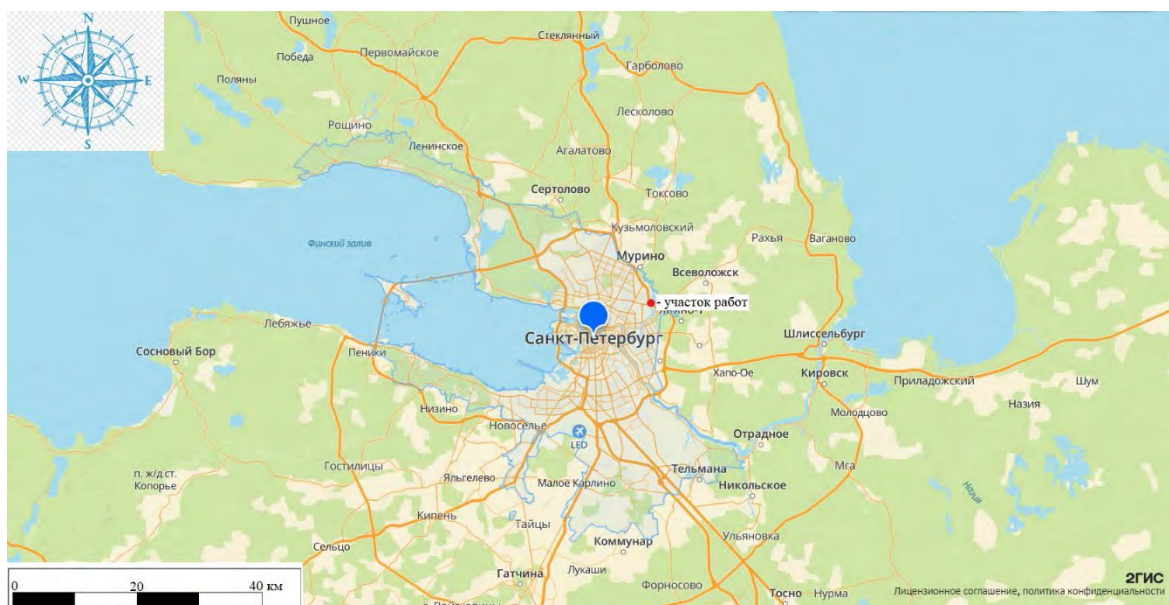 N
W
E
S
Пушное
Победа
Первомайское
Поляны
Стеклянный
Гарболово
Лесколово
Рощино
Ленинское
Агалатово
Сертолово
Токсово
Финский залив
Кузьмоловский
Рахья
Ваганово
Мурино
Всеволожск
- участок работ
Санкт-Петербург
Лебяжье
Сосновый Бор
Пеники
Шлиссельбург
Хапо-Ое
Кировск
Приладожский
Шум
Назия
Молодцово
Низино
Новоселье
LED
Отрадное
Мга
Гостилицы
п. ж/д ст.
Копорье
Яльгелево
Малое Карлино
Тельмана
Никольское
Назия
Кипень
Тайцы
Ульяновка
Сельцо
Коммунар
Гатчина
Лукаши
Форносово
Тосно
Нурма
0 20 40 км
2ГИС
Лицензионное соглашение, политика конфиденциальности